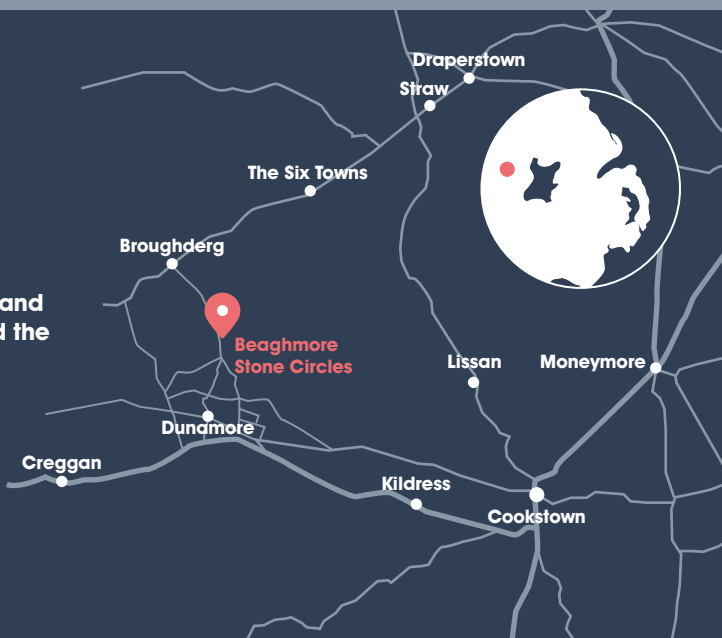 Draperstown
Straw
The Six Towns
Broughderg
and
d the
Beaghmore
Stone Circles
Lissan
Moneymore
Dunamore
Creggan
Kildress
Cookstown